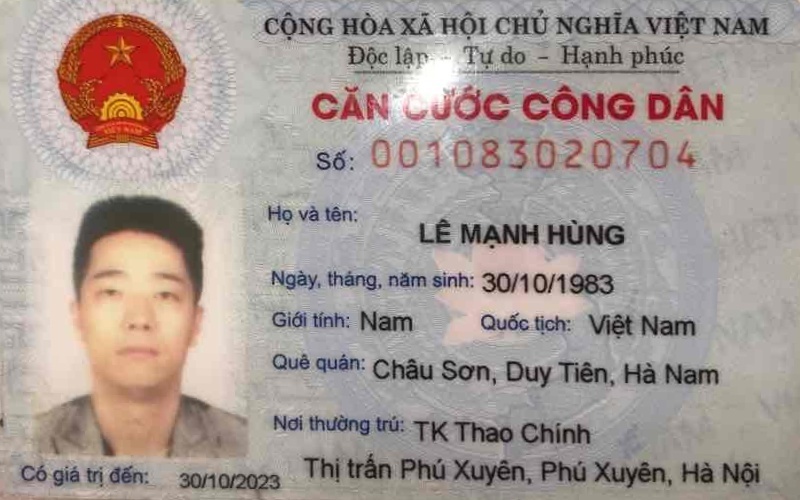 CỘNG HÒA XÃ HỘI CHỦ NGHĨA VIỆT NAM
Độc lập - Tự do - Hạnh phúc
CĂN CƯỚC CÔNG DÂN
Số: 001083020704
Họ và tên:
LÊ MẠNH HÙNG
Ngày, tháng, năm sinh: 30/10/1983
Giới tính: Nam Quốc tịch: Việt Nam
Quê quán: Châu Sơn, Duy Tiên, Hà Nam
Nơi thường trú: TK Thao Chính
Thị trấn Phú Xuyên, Phú Xuyên, Hà Nội
Có giá trị đến: 30/10/2023
VIỆT NAM